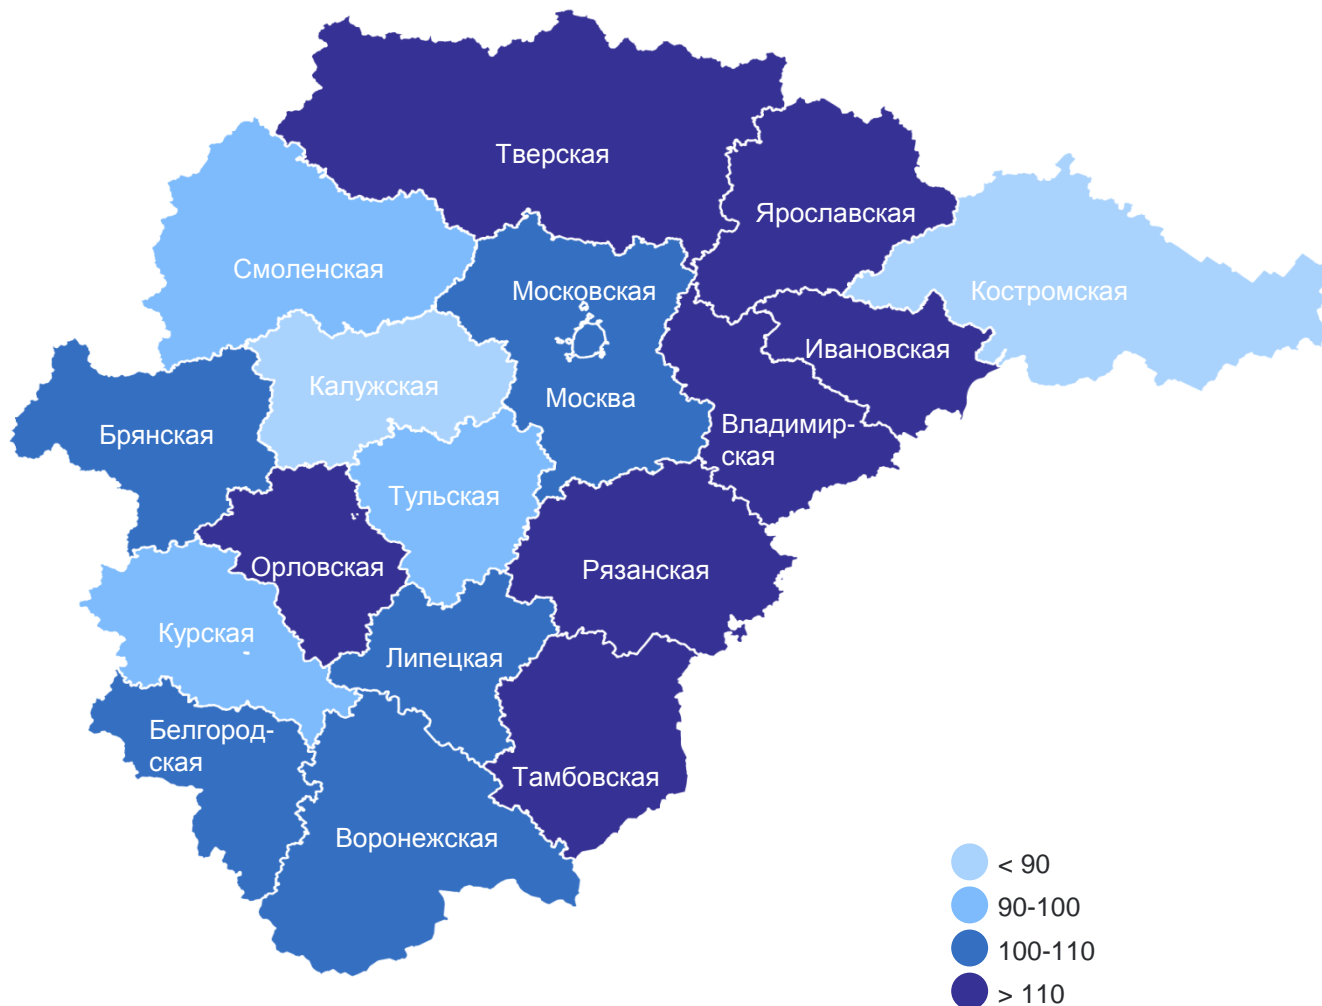 Тверская
Ярославская
Смоленская
Московская
Костромская
Ивановская
Калужская
Москва
Брянская
Владимир-
ская
Тульская
Орловская
Рязанская
Курская
Липецкая
Белгород-
ская
Тамбовская
Воронежская
< 90
90-100
100-110
> 110